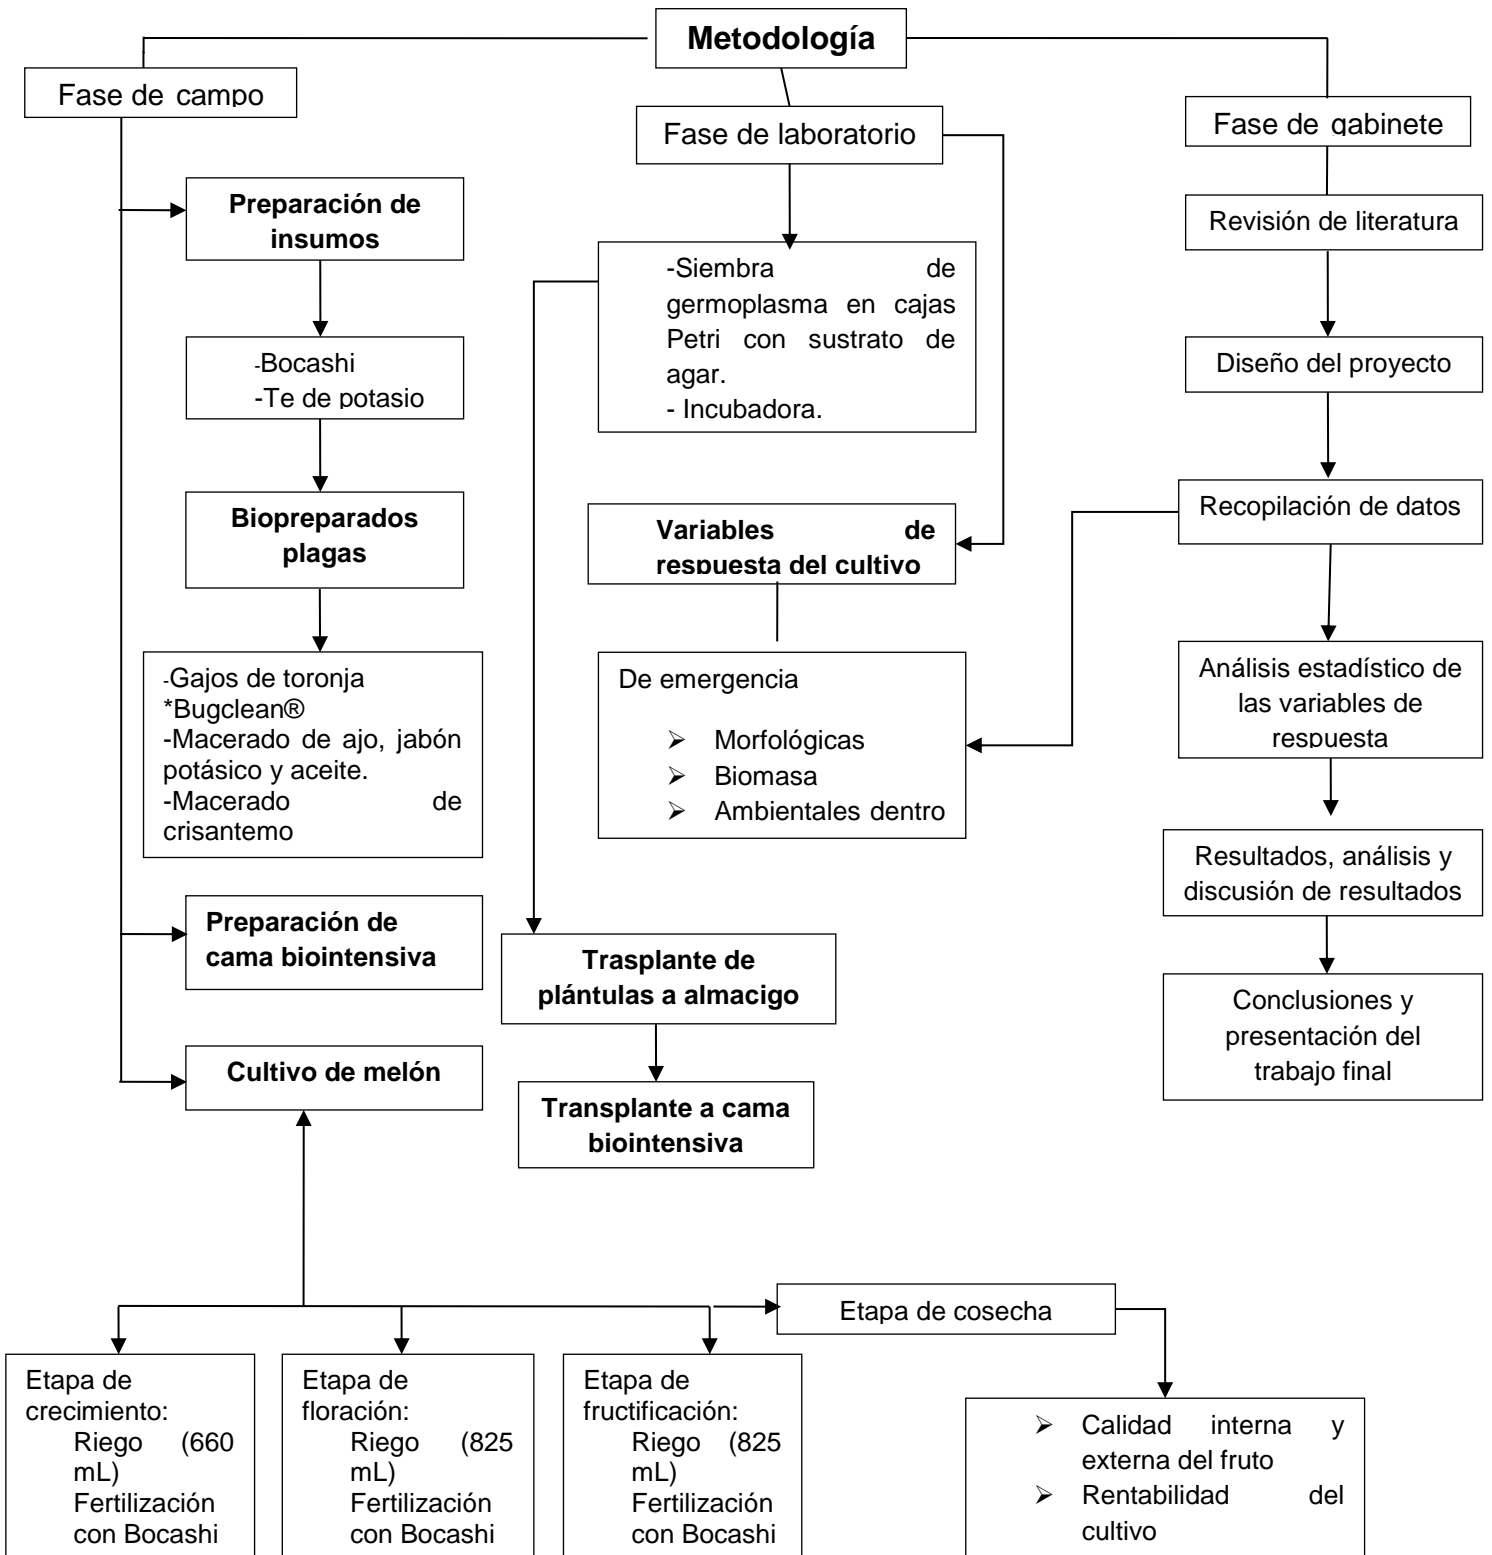 Metodología
Fase de campo
Preparación de
insumos
-Bocashi
-Te de potasio
Biopreparados
plagas
-Gajos de toronja
*Bugclean®
-Macerado de ajo, jabón
potásico y aceite.
-Macerado de
crisantemo
Preparación de
cama biointensiva
Cultivo de melón
Fase de laboratorio
-Siembra de
germoplasma en cajas
Petri con sustrato de
agar.
- Incubadora.
Variables de
respuesta del cultivo
De emergencia
➢ Morfológicas
➢ Biomasa
➢ Ambientales dentro
Trasplante de
plántulas a almacigo
Transplante a cama
biointensiva
Fase de gabinete
Revisión de literatura
Diseño del proyecto
Recopilación de datos
Análisis estadístico de
las variables de
respuesta
Resultados, análisis y
discusión de resultados
Conclusiones y
presentación del
trabajo final
Etapa de
crecimiento:
Riego (660
mL)
Fertilización
con Bocashi
Etapa de
floración:
Riego (825
mL)
Fertilización
con Bocashi
Etapa de
fructificación:
Riego (825
mL)
Fertilización
con Bocashi
Etapa de cosecha
➢ Calidad interna y
externa del fruto
➢ Rentabilidad del
cultivo